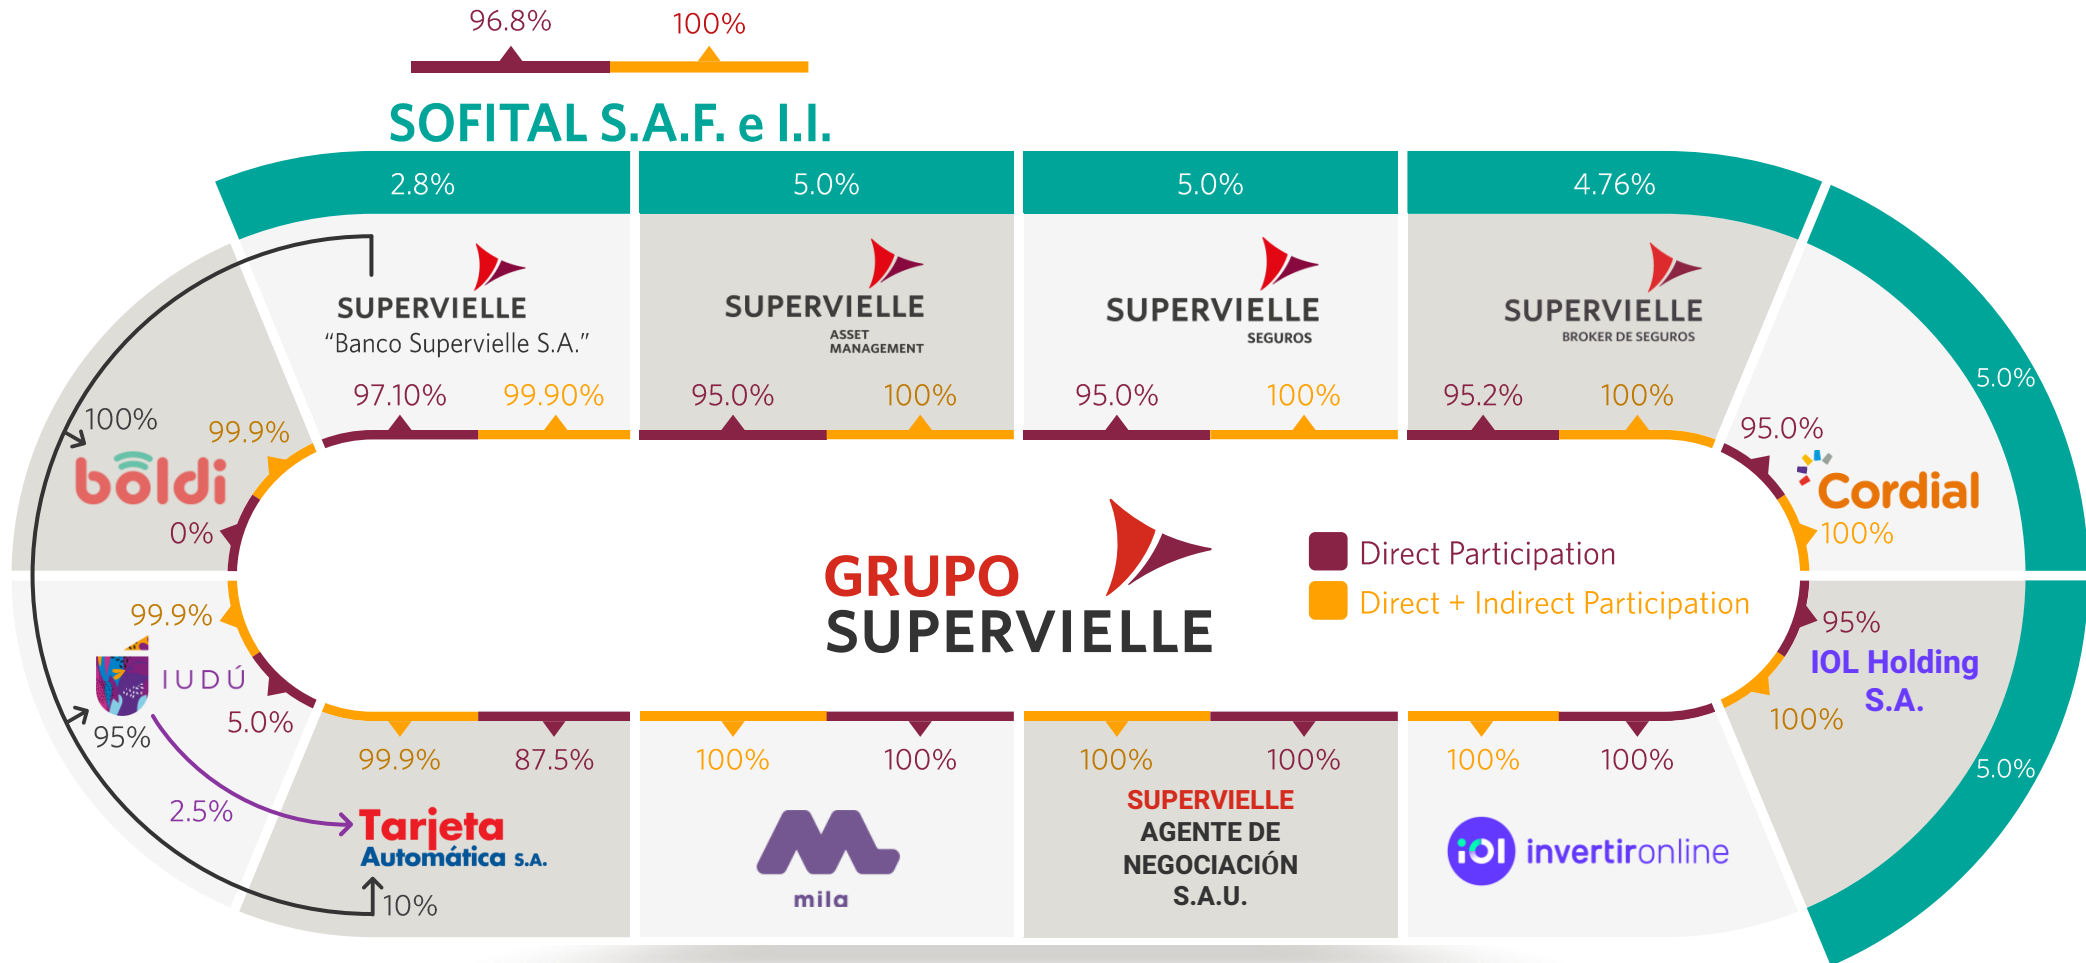 96.8%
100%
SOFITAL S.A.F. e I.I.
2.8%
5.0%
5.0%
4.76%
5.0%
5.0%
SUPERVIELLE
“Banco Supervielle S.A.”
97.10%
99.90%
SUPERVIELLE
ASSET
MANAGEMENT
95.0%
100%
SUPERVIELLE
SEGUROS
95.0%
100%
SUPERVIELLE
BROKER DE SEGUROS
95.2%
100%
95.0%
Cordial
100%
95%
IOL Holding
S.A.
100%
100%
99.9%
bôldi
0%
99.9%
IUDÚ
5.0%
95%
2.5%
GRUPO
SUPERVIELLE
Direct Participation
Direct + Indirect Participation
99.9%
87.5%
Tarjeta
Automática S.A.
10%
100%
100%
mila
100%
100%
SUPERVIELLE
AGENTE DE
NEGOCIACIÓN
S.A.U.
100%
100%
iOl invertironline